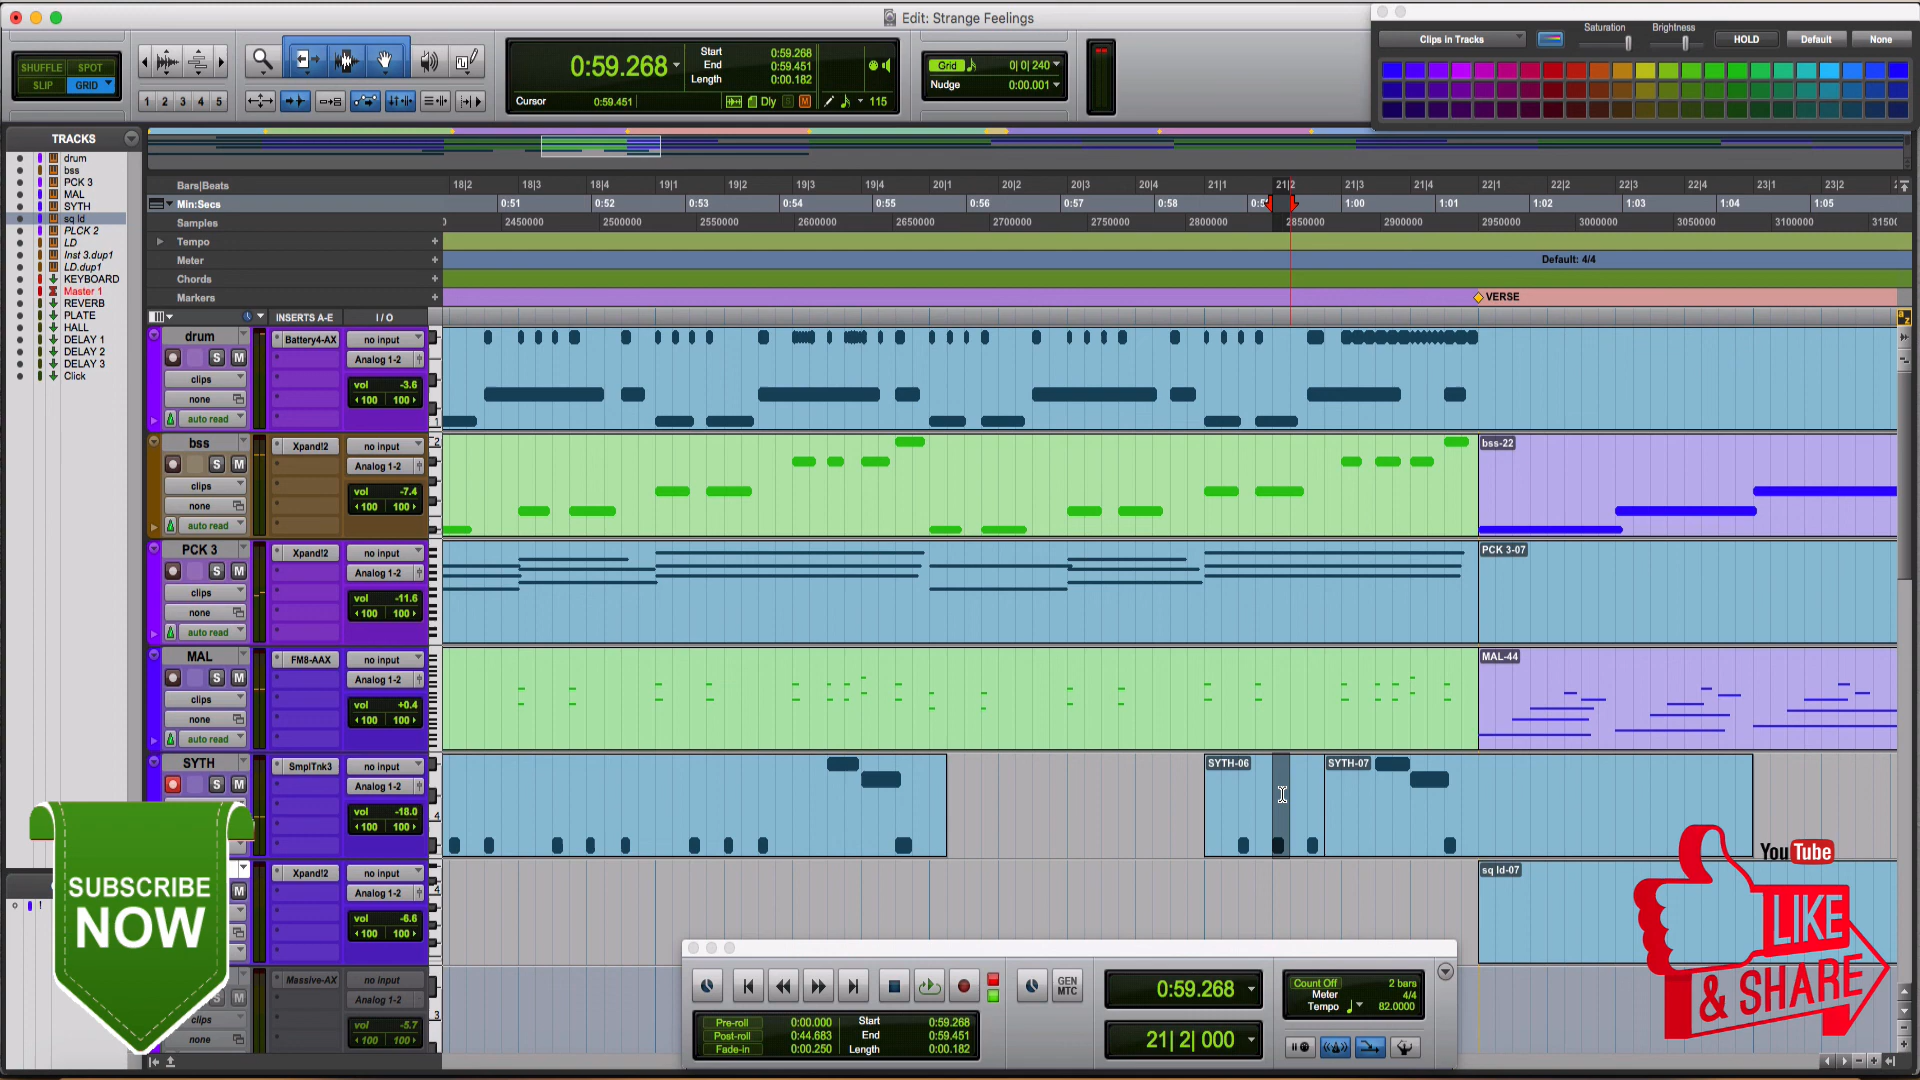 Edit: Strange Feelings
SHUFFLE SPOT
SLIP GRID
1 2 3 4 5
0:59.268
Start 0:59.268
End 0:59.451
Length 0:00.182
Cursor 0:59.451
Dly S M 115
Grid 0| 0| 240
Nudge 0:00.001
Clips in Tracks
Saturation
Brightness
HOLD
Default
None
TRACKS
drum
bss
PCK 3
MAL
SYTH
sq ld
PLCK 2
LD
Inst 3.dup1
LD.dup1
KEYBOARD
Master 1
REVERB
PLATE
HALL
DELAY 1
DELAY 2
DELAY 3
Click
Bars|Beats 18|2 18|3 18|4 19|1 19|2 19|3 19|4 20|1 20|2 20|3 20|4 21|1 21|2 21|3 21|4 22|1 22|2 22|3 22|4 23|1 23|2
Min:Secs 0:51 0:52 0:53 0:54 0:55 0:56 0:57 0:58 1:00 1:01 1:02 1:03 1:04 1:05
Samples 2450000 2500000 2550000 2600000 2650000 2700000 2750000 2800000 2850000 2900000 2950000 3000000 3050000 3100000
Tempo
Meter Default: 4/4
Chords
Markers VERSE
INSERTS A-E I / O
drum Battery4-AX no input
S M Analog 1-2
clips vol -3.6
none 100 100
auto read
bss Xpand!2 no input
S M Analog 1-2
clips vol -7.4
none 100 100
auto read
bss-22
PCK 3 Xpand!2 no input
S M Analog 1-2
clips vol -11.6
none 100 100
auto read
PCK 3-07
MAL FM8-AAX no input
S M Analog 1-2
clips vol +0.4
none 100 100
auto read
MAL-44
SYTH SmplTnk3 no input
S M Analog 1-2
vol -18.0
100 100
SYTH-06 SYTH-07
Xpand!2 no input
M Analog 1-2
vol -6.6
100 100
sq ld-07
Massive-AX no input
S M Analog 1-2
clips vol -5.7
none 100 100
SUBSCRIBE
NOW
GEN
MTC
0:59.268
Count Off 2 bars
Meter 4/4
Tempo 82.0000
Pre-roll 0:00.000
Post-roll 0:44.683
Fade-in 0:00.250
Start 0:59.268
End 0:59.451
Length 0:00.182
21| 2| 000
YouTube
LIKE
& SHARE